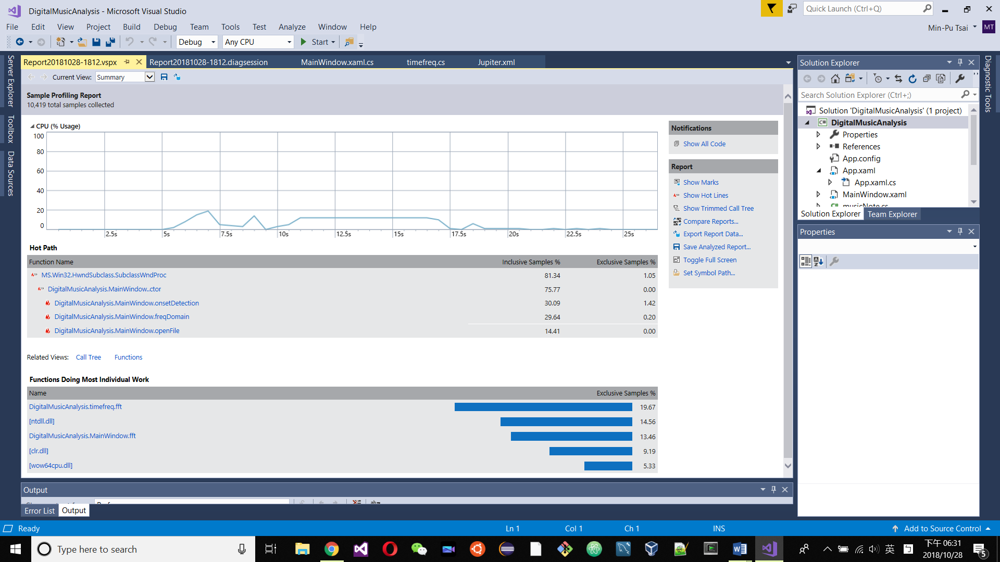 DigitalMusicAnalysis - Microsoft Visual Studio
Quick Launch (Ctrl+Q)
File Edit View Project Build Debug Team Tools Test Analyze Window Help
Min-Pu Tsai MT
Debug Any CPU Start
Server Explorer
Toolbox
Data Sources
Report20181028-1812.vspx Report20181028-1812.diagsession MainWindow.xaml.cs timefreq.cs Jupiter.xml
Current View: Summary
Sample Profiling Report
10,419 total samples collected
CPU (% Usage)
100
80
60
40
20
0
2.5s 5s 7.5s 10s 12.5s 15s 17.5s 20s 22.5s 25s
Hot Path
Function Name Inclusive Samples % Exclusive Samples %
MS.Win32.HwndSubclass.SubclassWndProc 81.34 1.05
DigitalMusicAnalysis.MainWindow..ctor 75.77 0.00
DigitalMusicAnalysis.MainWindow.onsetDetection 30.09 1.42
DigitalMusicAnalysis.MainWindow.freqDomain 29.64 0.20
DigitalMusicAnalysis.MainWindow.openFile 14.41 0.00
Related Views: Call Tree Functions
Functions Doing Most Individual Work
Name Exclusive Samples %
DigitalMusicAnalysis.timefreq.fft 19.67
[ntdll.dll] 14.56
DigitalMusicAnalysis.MainWindow.fft 13.46
[clr.dll] 9.19
[wow64cpu.dll] 5.33
Notifications
Show All Code
Report
Show Marks
Show Hot Lines
Show Trimmed Call Tree
Compare Reports...
Export Report Data...
Save Analyzed Report...
Toggle Full Screen
Set Symbol Path...
Solution Explorer
Search Solution Explorer (Ctrl+;)
Solution 'DigitalMusicAnalysis' (1 project)
C# DigitalMusicAnalysis
Properties
References
App.config
App.xaml
App.xaml.cs
MainWindow.xaml
musicNote.cs
Solution Explorer Team Explorer
Properties
Diagnostic Tools
Output
Error List Output
Ready Ln 1 Col 1 Ch 1 INS Add to Source Control
Type here to search
英
下午 06:31
2018/10/28
5